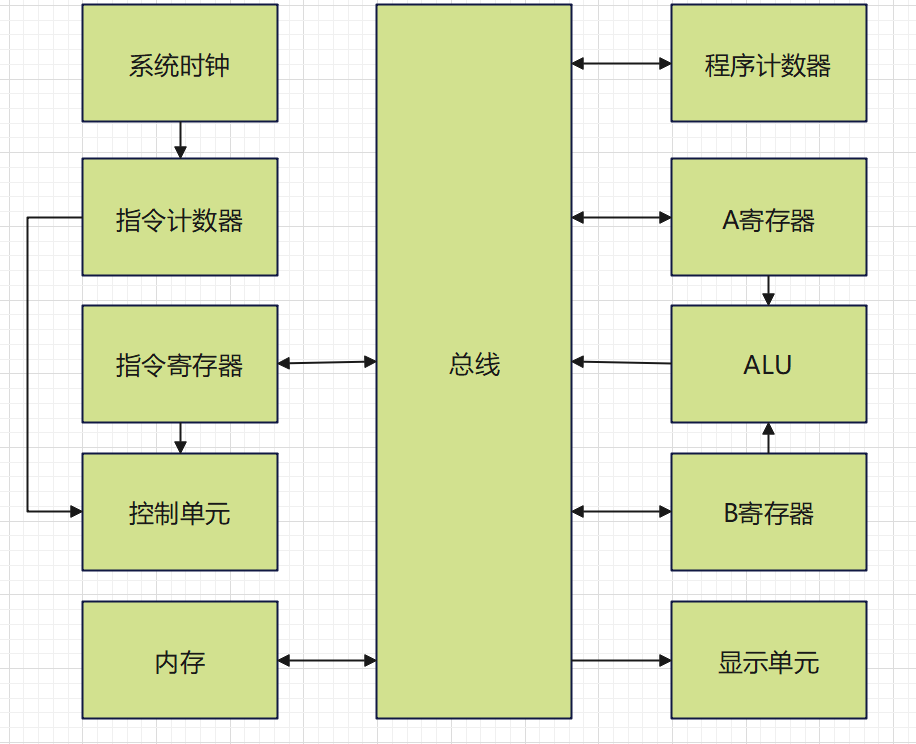 系统时钟
指令计数器
指令寄存器
控制单元
内存
总线
程序计数器
A寄存器
ALU
B寄存器
显示单元